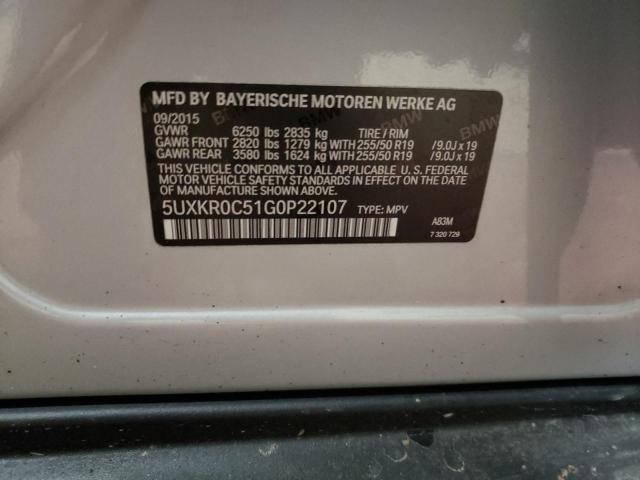 MFD BY BAYERISCHE MOTOREN WERKE AG
09/2015
GVWR 6250 lbs 2835 kg TIRE / RIM
GAWR FRONT 2820 lbs 1279 kg WITH 255/50 R19 / 9.0J x 19
GAWR REAR 3580 lbs 1624 kg WITH 255/50 R19 / 9.0J x 19
THIS VEHICLE CONFORMS TO ALL APPLICABLE U. S. FEDERAL
MOTOR VEHICLE SAFETY STANDARDS IN EFFECT ON THE DATE OF
MANUFACTURE SHOWN ABOVE.
5UXKR0C51G0P22107 TYPE: MPV
A83M
7 320 729
BMW
BMW
BMW